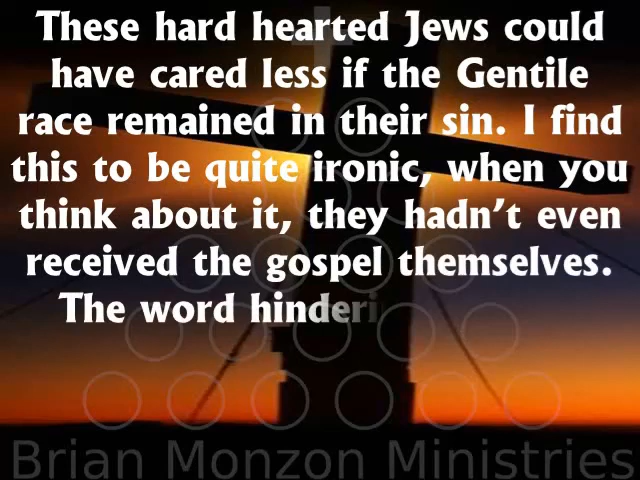 These hard hearted Jews could
have cared less if the Gentile
race remained in their sin. I find
this to be quite ironic, when you
think about it, they hadn't even
received the gospel themselves.
The word hinderi
Brian Monzon Ministries